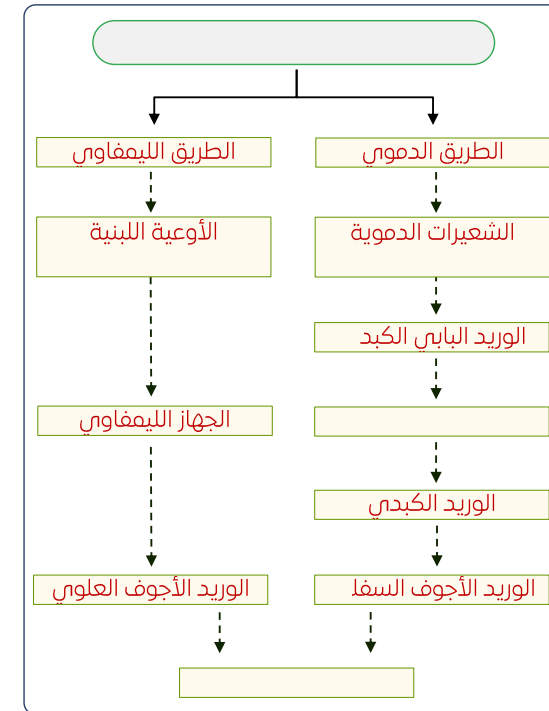 الطريق الدموي
الطريق الليمفاوي
الشعيرات الدموية
الأوعية اللبنية
الوريد البابي الكبد
الجهاز الليمفاوي
الوريد الكبدي
الوريد الأجوف السفل
الوريد الأجوف العلوي